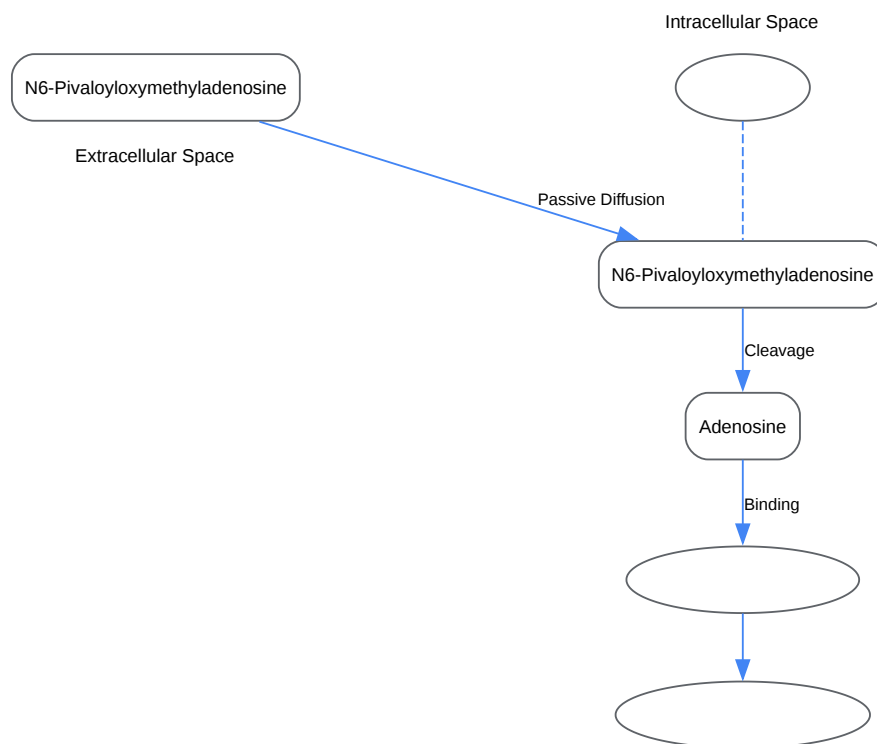 Intracellular Space
N6-Pivaloyloxymethyladenosine
Extracellular Space
Passive Diffusion
N6-Pivaloyloxymethyladenosine
Cleavage
Adenosine
Binding